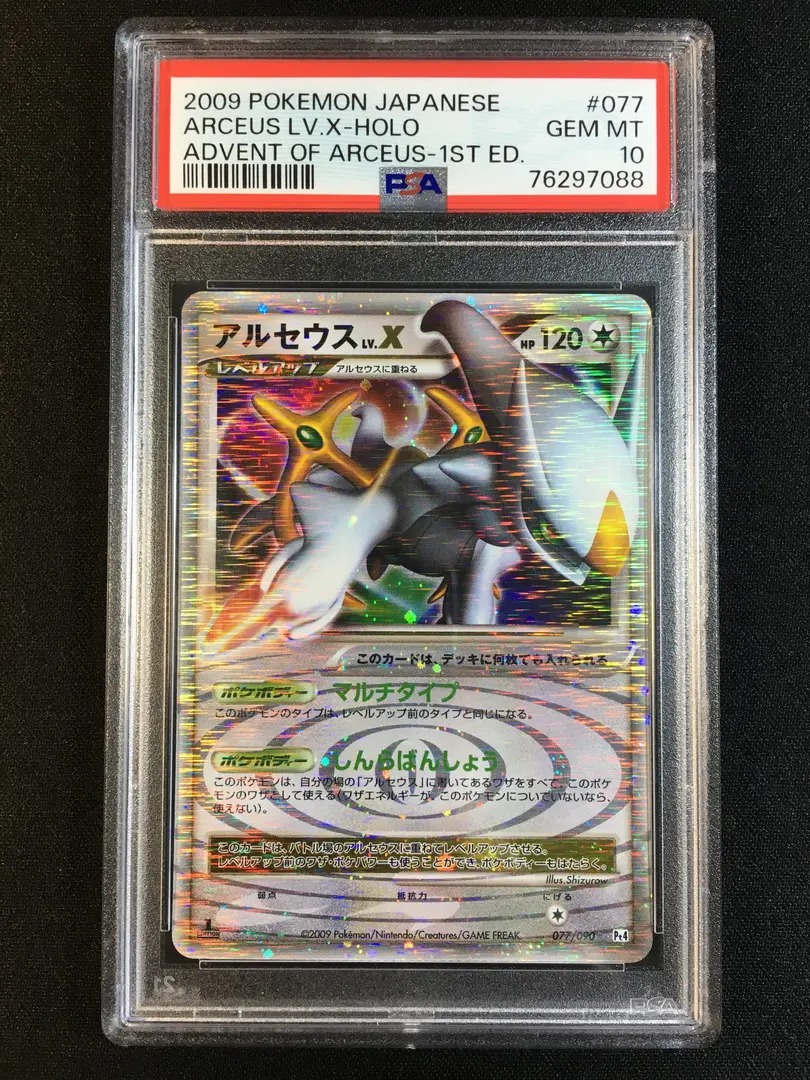 2009 POKEMON JAPANESE #077
ARCEUS LV.X-HOLO GEM MT
ADVENT OF ARCEUS-1ST ED. 10
PSA 76297088
アルセウス LV.X HP 120
レベルアップ アルセウスに重ねる
このカードは、デッキに何枚でも入れられる
ポケボディー マルチタイプ
このポケモンのタイプは、レベルアップ前のタイプと同じになる。
ポケボディー しんらばんしょう
このポケモンは、自分の場の「アルセウス」に書いてあるワザをすべて、このポケ
モンのワザとして使える(ワザエネルギーが、このポケモンについていないなら、
使えない)。
このカードは、バトル場のアルセウスに重ねてレベルアップさせる。
レベルアップ前のワザ・ポケパワーも使うことができ、ポケボディーもはたらく。
Illus. Shizurow
弱点 抵抗力 にげる
1 EDITION ©2009 Pokémon/Nintendo/Creatures/GAME FREAK. 077/090 Pt4
PSA